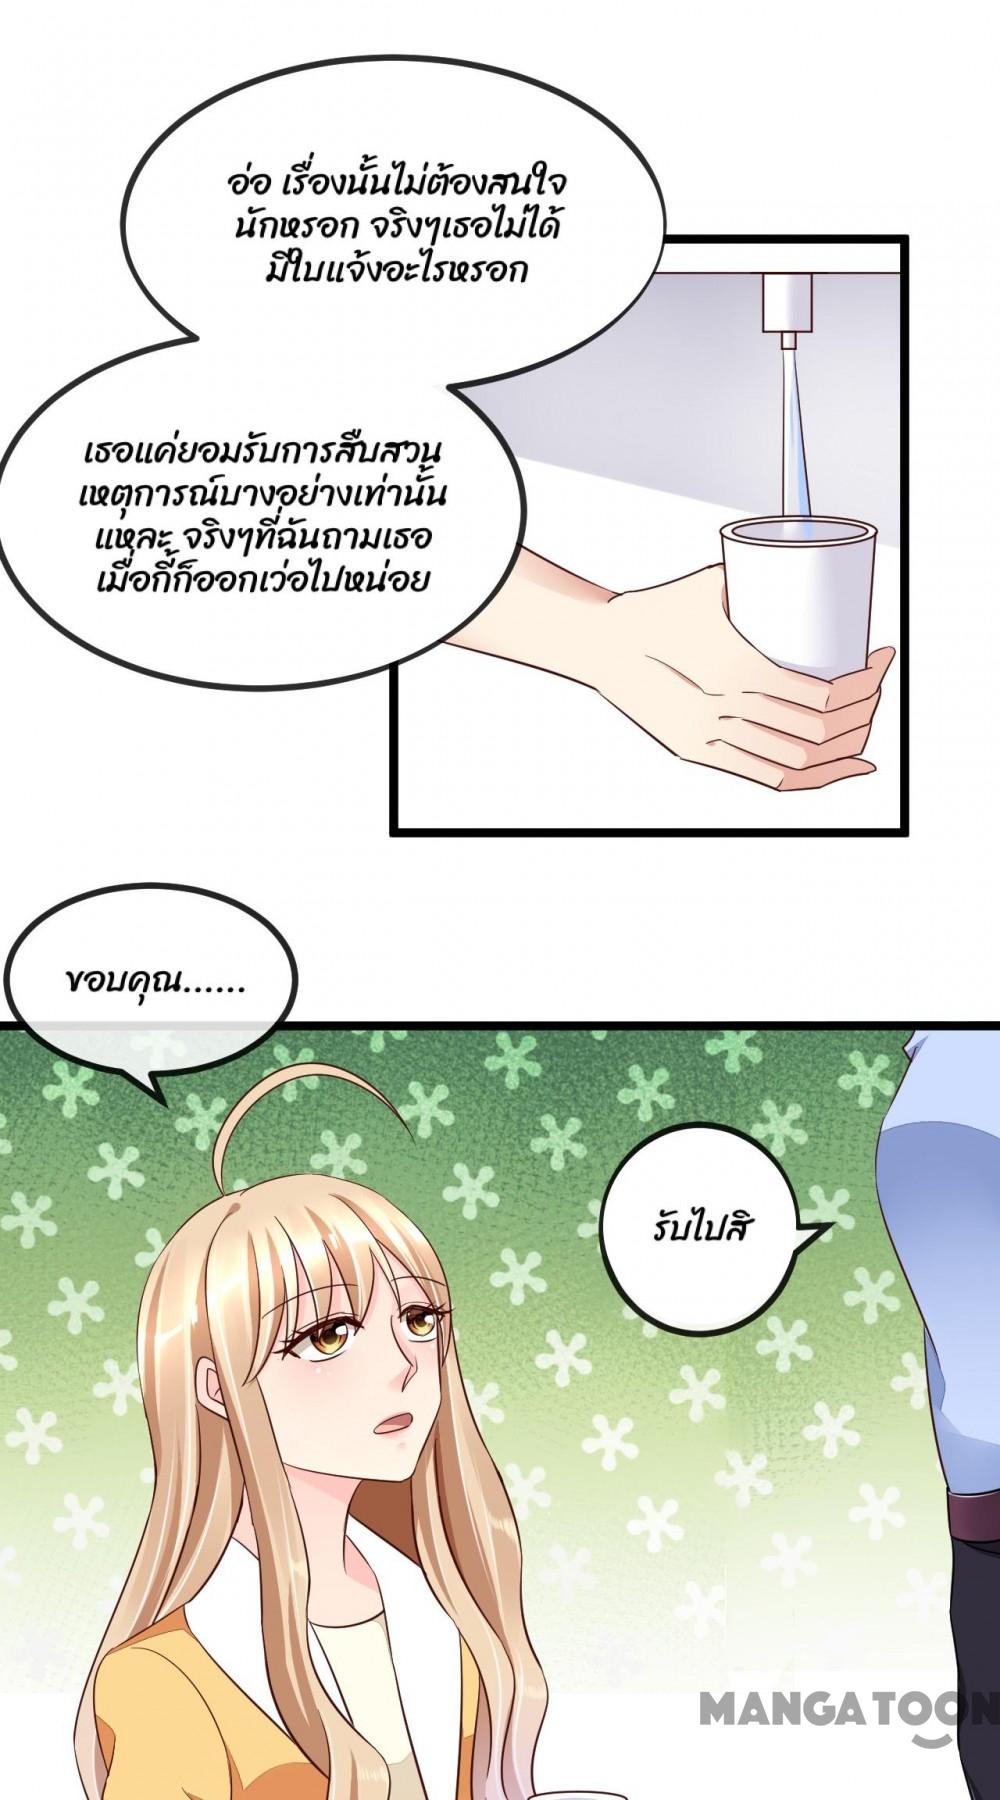 อ่อ เรื่องนั้นไม่ต้องสนใจ
นักหรอก จริงๆเธอไม่ได้
มีใบแจ้งอะไรหรอก
เธอแค่ยอมรับการสืบสวน
เหตุการณ์บางอย่างเท่านั้น
แหละ จริงๆที่ฉันถามเธอ
เมื่อกี้ก็ออกเว่อไปหน่อย
ขอบคุณ......
รับไปสิ
MANGATOON